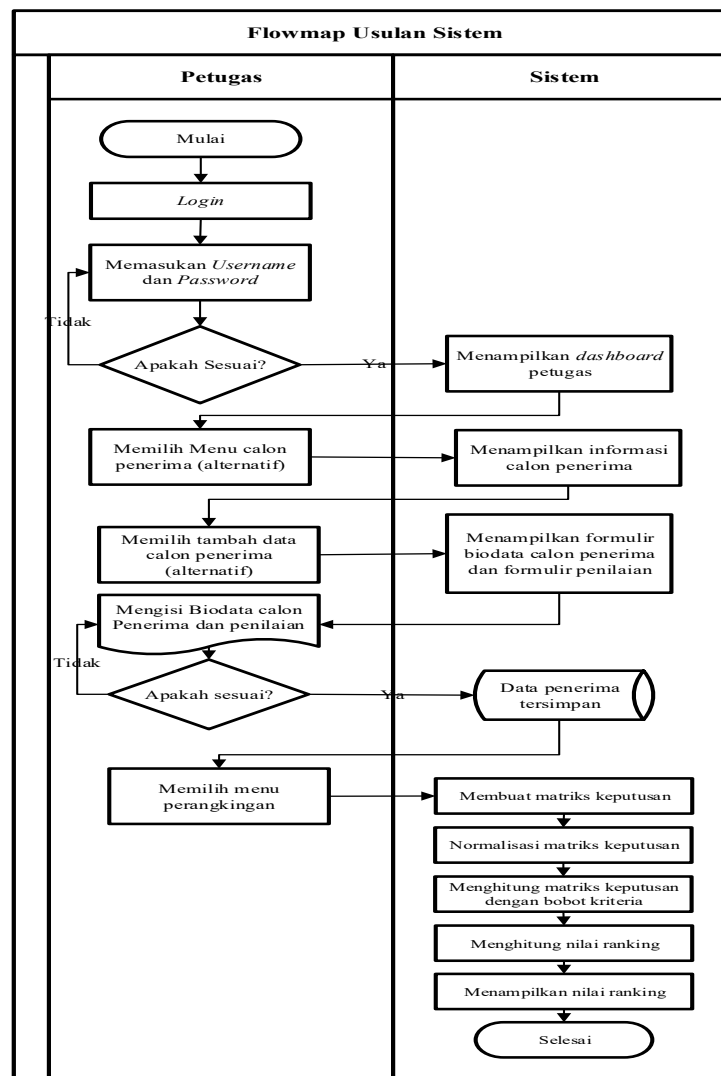 Flowmap Usulan Sistem
Petugas
Sistem
Mulai
Login
Memasukan Username
dan Password
Tidak
Apakah Sesuai?
Ya
Menampilkan dashboard
petugas
Memilih Menu calon
penerima (alternatif)
Menampilkan informasi
calon penerima
Memilih tambah data
calon penerima
(alternatif)
Menampilkan formulir
biodata calon penerima
dan formulir penilaian
Mengisi Biodata calon
Penerima dan penilaian
Tidak
Apakah sesuai?
Ya
Data penerima
tersimpan
Memilih menu
perangkingan
Membuat matriks keputusan
Normalisasi matriks keputusan
Menghitung matriks keputusan
dengan bobot kriteria
Menghitung nilai ranking
Menampilkan nilai ranking
Selesai